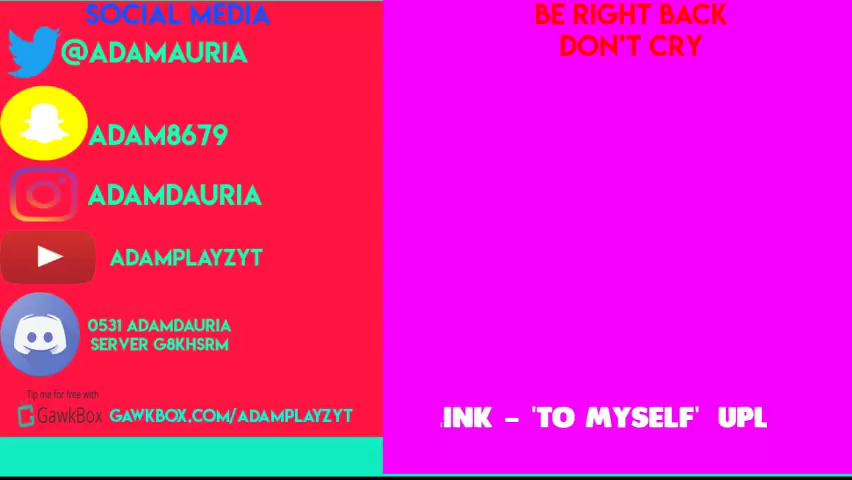 SOCIAL MEDIA
@ADAMAURIA
ADAM8679
ADAMDAURIA
ADAMPLAYZYT
0531 ADAMDAURIA
SERVER G8KHSRM
Tip me for free with
GawkBox
GAWKBOX.COM/ADAMPLAYZYT
BE RIGHT BACK
DON'T CRY
INK - 'TO MYSELF' UPL